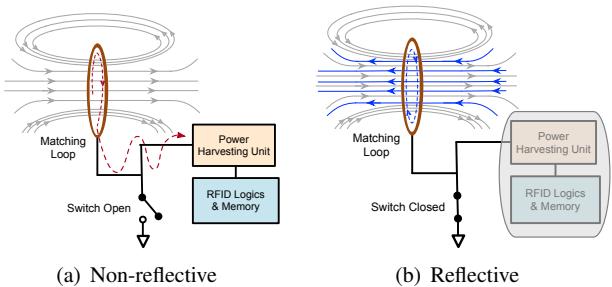 Matching
Loop
Power
Harvesting Unit
RFID Logics
& Memory
Switch Open
(a) Non-reflective
Matching
Loop
Power
Harvesting Unit
RFID Logics
& Memory
Switch Closed
(b) Reflective